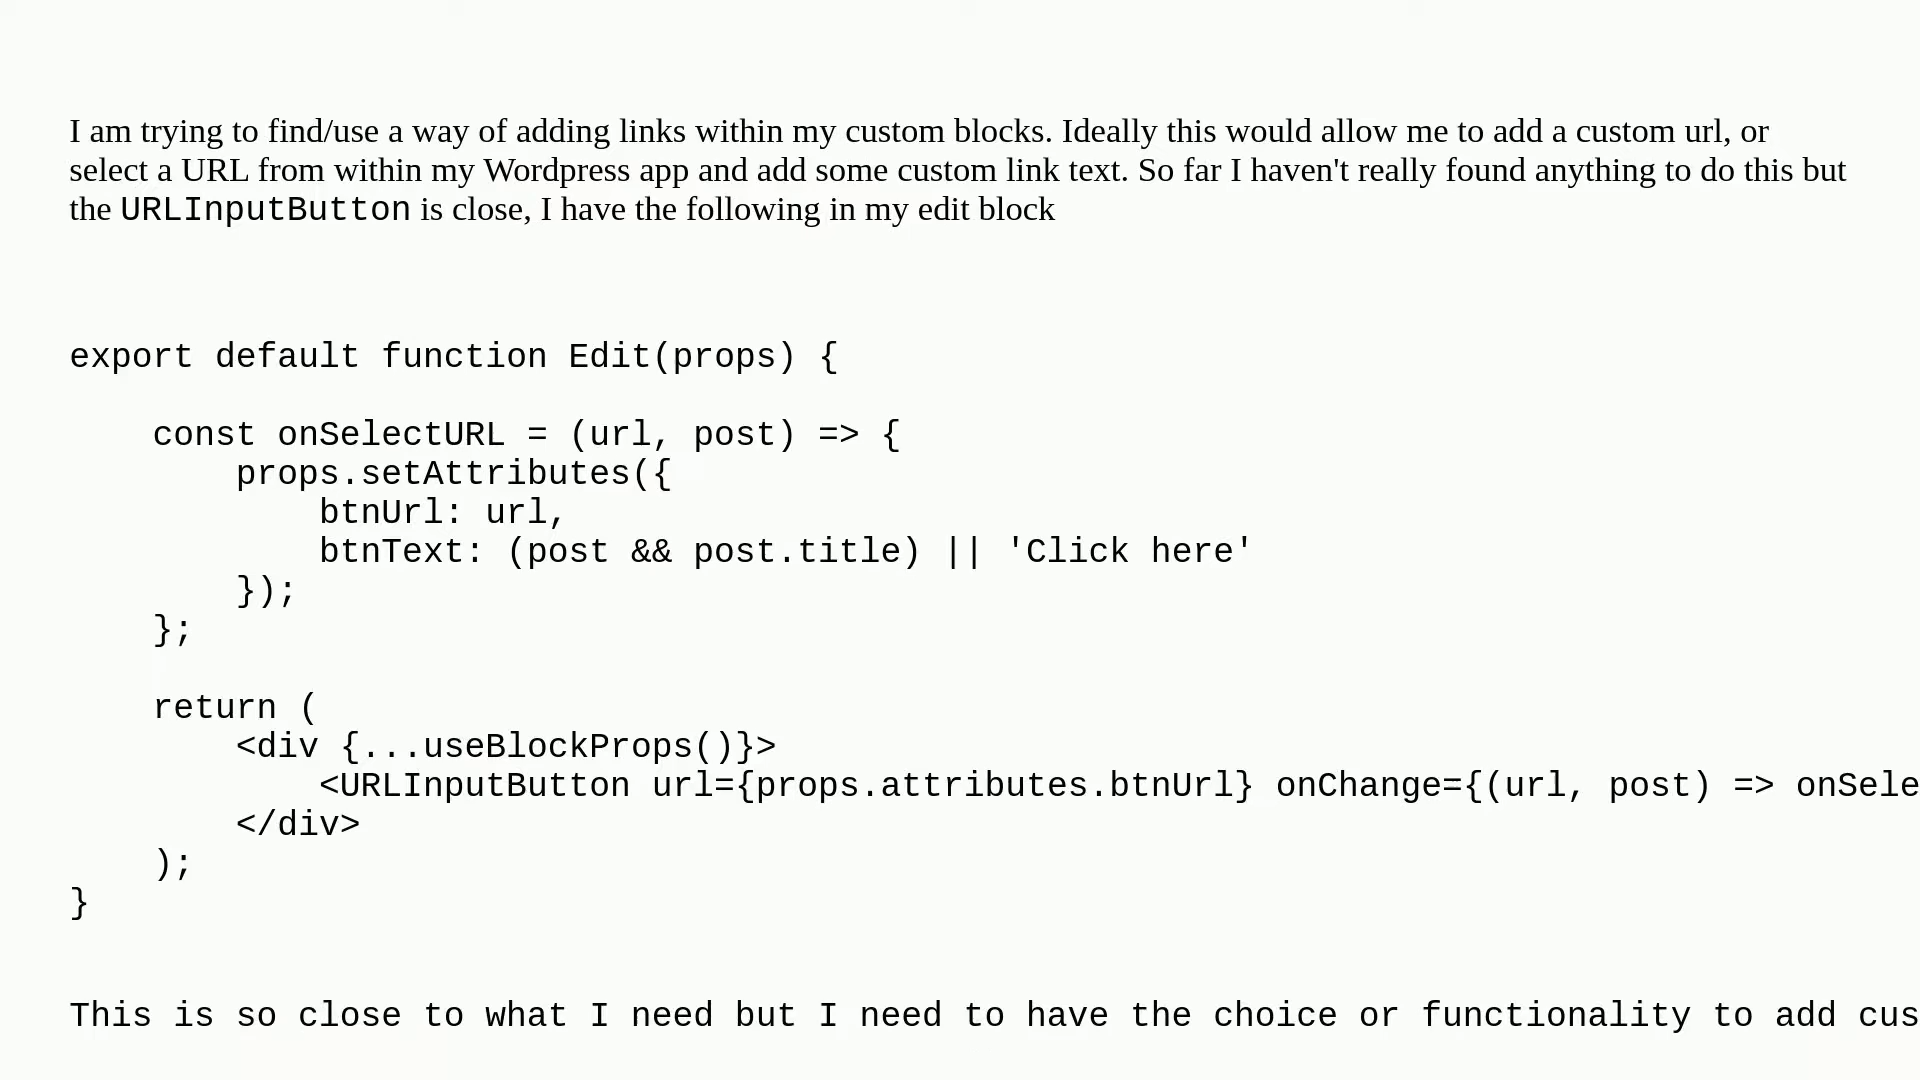 I am trying to find/use a way of adding links within my custom blocks. Ideally this would allow me to add a custom url, or
select a URL from within my Wordpress app and add some custom link text. So far I haven't really found anything to do this but
the URLInputButton is close, I have the following in my edit block
export default function Edit(props) {
    const onSelectURL = (url, post) => {
        props.setAttributes({
            btnUrl: url,
            btnText: (post && post.title) || 'Click here'
        });
    };
    return (
        <div {...useBlockProps()}>
            <URLInputButton url={props.attributes.btnUrl} onChange={(url, post) => onSele
        </div>
    );
}
This is so close to what I need but I need to have the choice or functionality to add cus